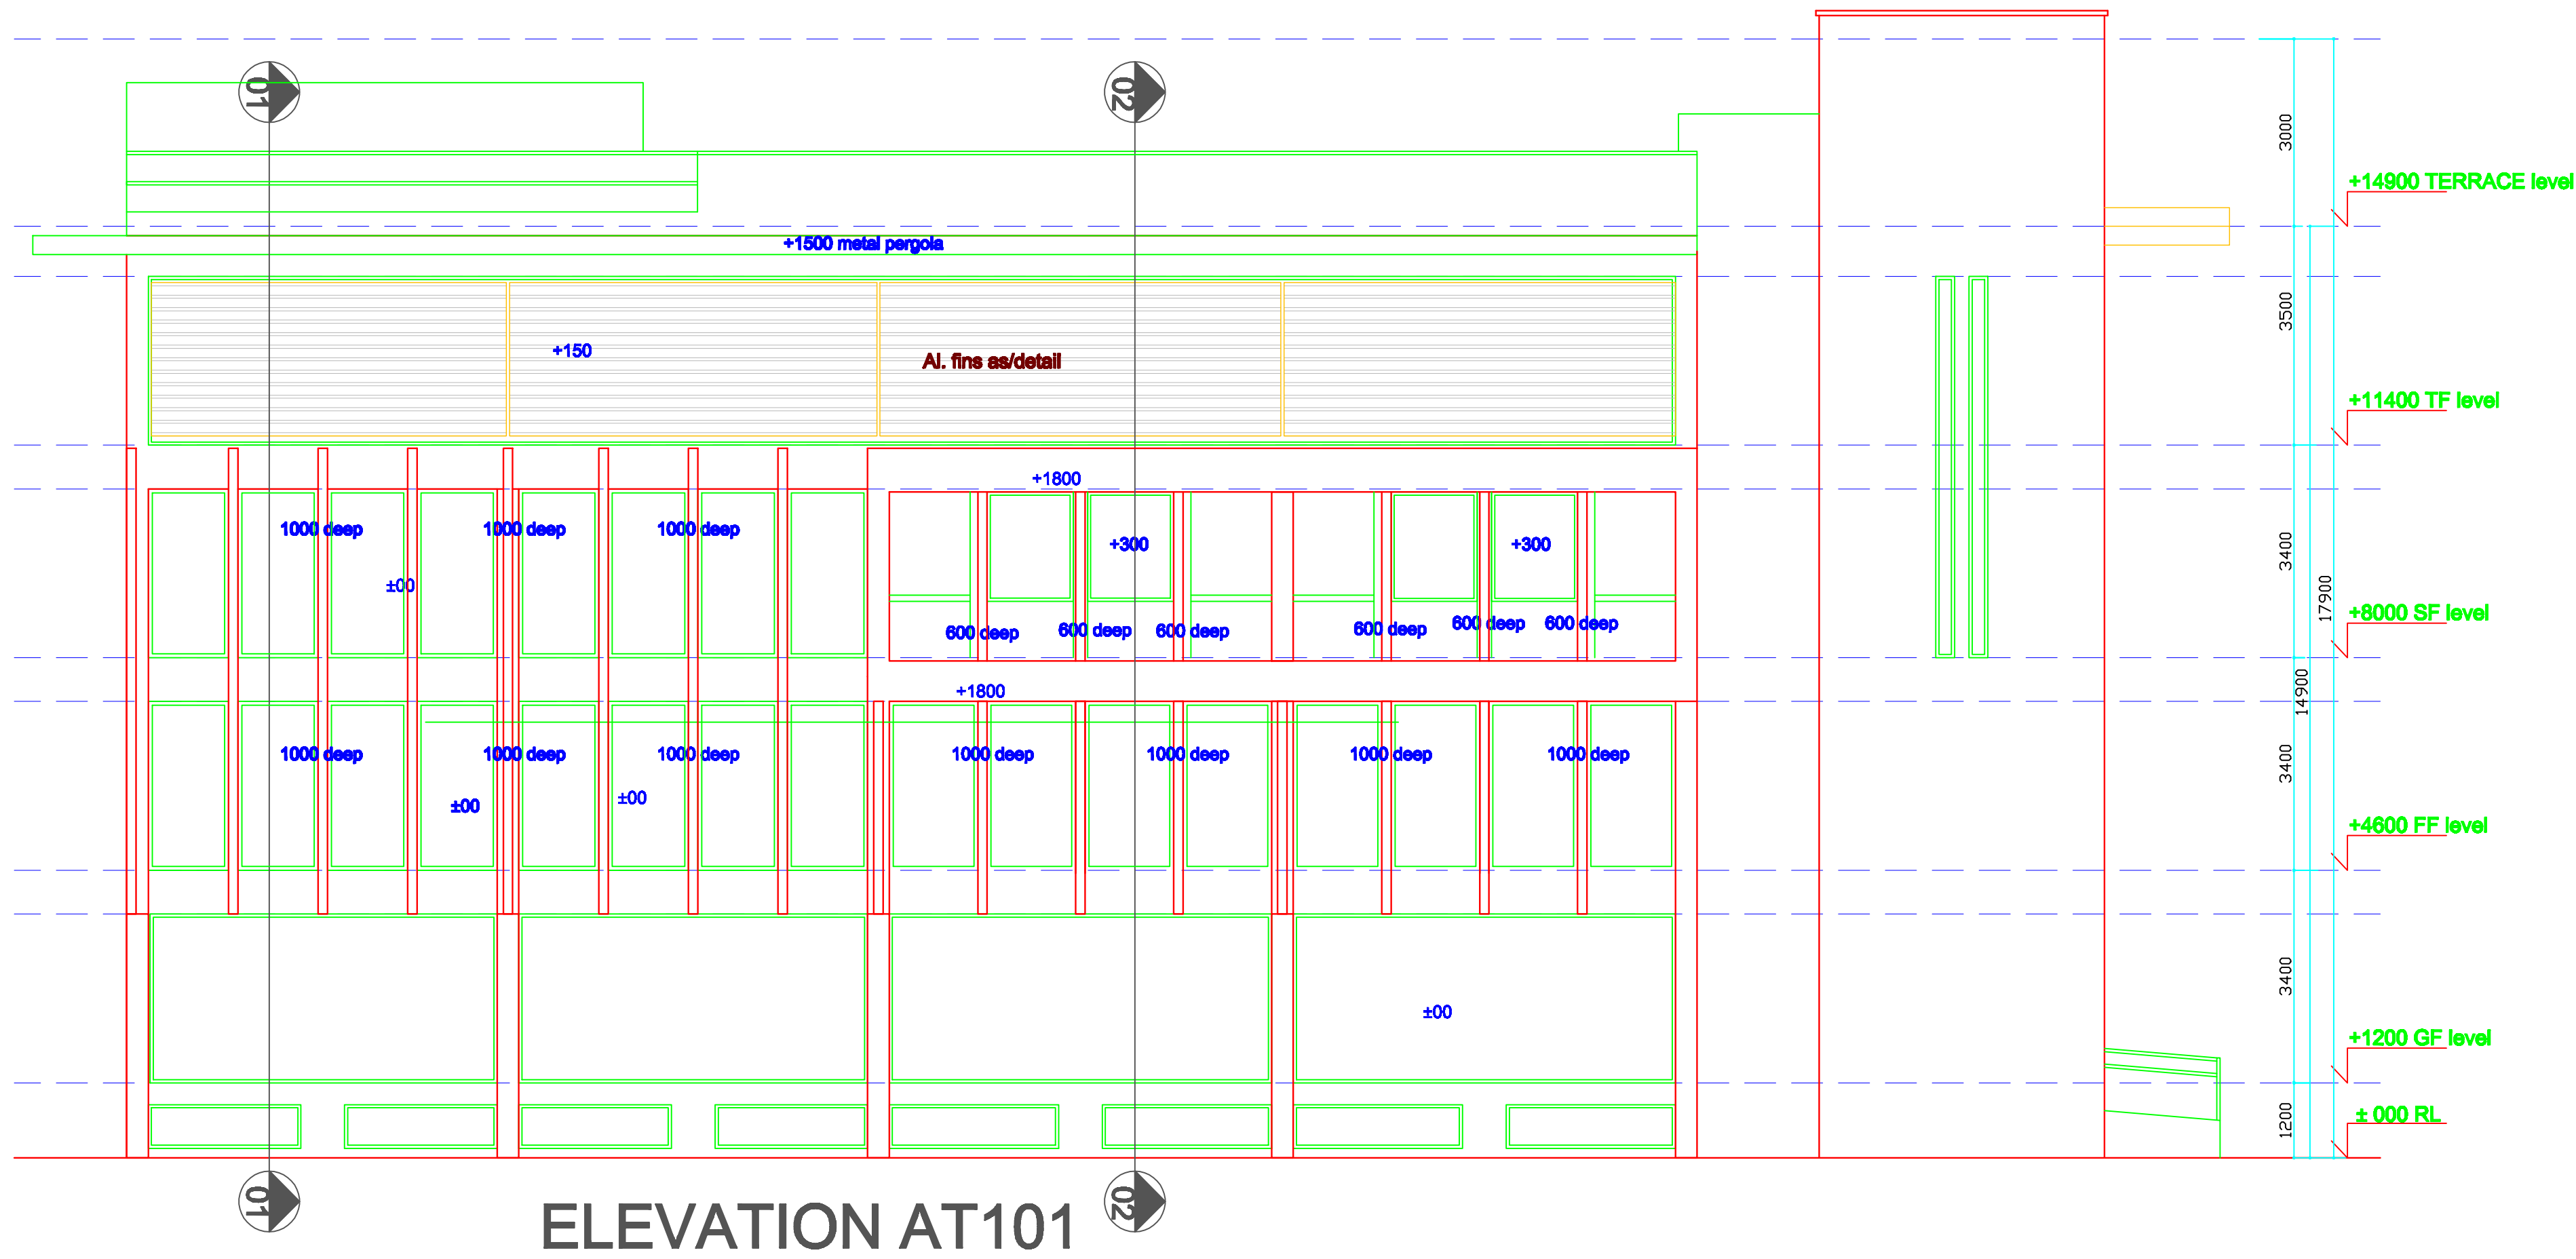 01
02
3000
+14900 TERRACE level
+1500 metal pergola
3500
+150
Al. fins as/detail
+11400 TF level
+1800
1000 deep
1000 deep
1000 deep
+300
+300
3400
±00
17900
600 deep
600 deep
600 deep
600 deep
600 deep
600 deep
+8000 SF level
+1800
14900
1000 deep
1000 deep
1000 deep
1000 deep
1000 deep
1000 deep
1000 deep
3400
±00
±00
+4600 FF level
3400
±00
+1200 GF level
1200
± 000 RL
01
02
ELEVATION AT101